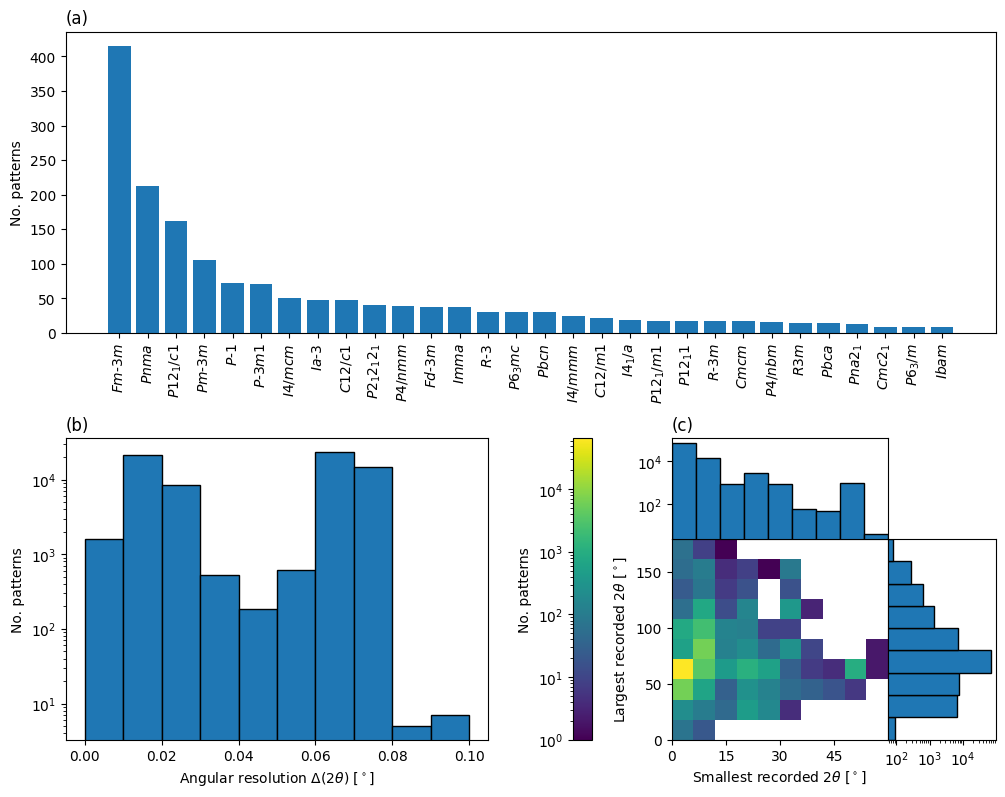 (a)
No. patterns
400
350
300
250
200
150
100
50
0
Fm-3m
Pnma
P12₁/c1
Pm-3m
P-1
P-3m1
I4/mcm
Ia-3
C12/c1
P2₁2₁2₁
P4/nmm
Fd-3m
Imma
R-3
P6₃mc
Pbcn
I4/mmm
C12/m1
I4₁/a
P12₁/m1
P12₁1
R-3m
Cmcm
P4/nbm
R3m
Pbca
Pna2₁
Cmc2₁
P6₃/m
Ibam
(b)
No. patterns
10⁴
10³
10²
10¹
0.00 0.02 0.04 0.06 0.08 0.10
Angular resolution Δ(2θ) [°]
No. patterns
10⁴
10³
10²
10¹
10⁰
(c)
10⁴
10²
Largest recorded 2θ [°]
150
100
50
0
0 15 30 45
Smallest recorded 2θ [°]
10² 10³ 10⁴